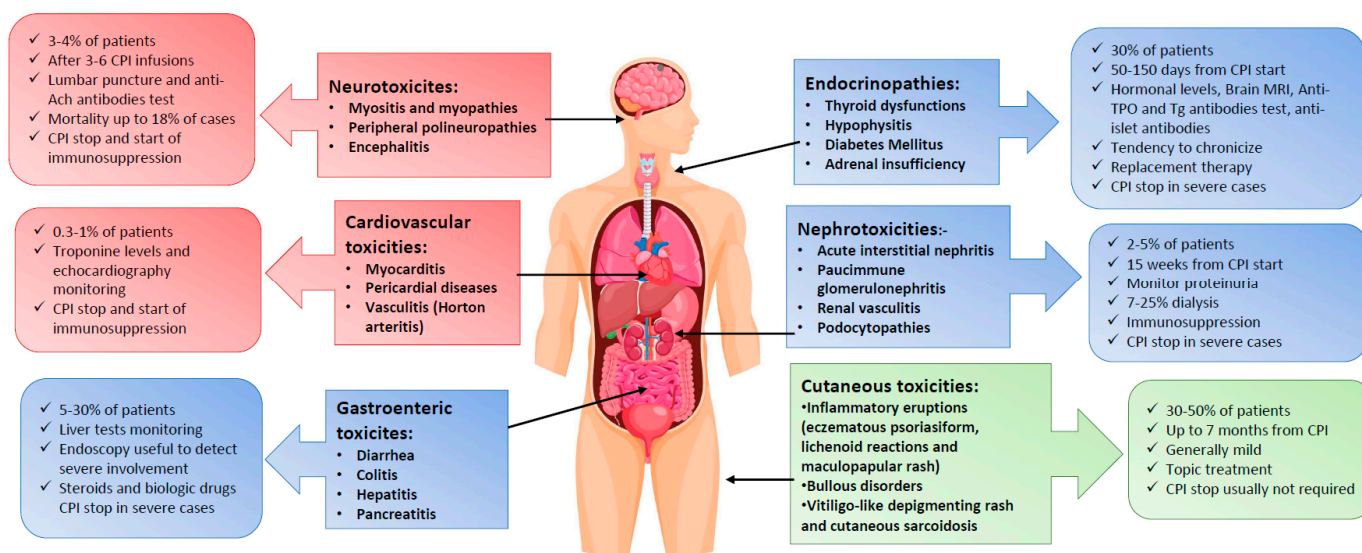 ✓ 3-4% of patients
✓ After 3-6 CPI infusions
✓ Lumbar puncture and anti-
Ach antibodies test
✓ Mortality up to 18% of cases
✓ CPI stop and start of
immunosuppression
Neurotoxicites:
• Myositis and myopathies
• Peripheral polineuropathies
• Encephalitis
Endocrinopathies:
• Thyroid dysfunctions
• Hypophysitis
• Diabetes Mellitus
• Adrenal insufficiency
✓ 30% of patients
✓ 50-150 days from CPI start
✓ Hormonal levels, Brain MRI, Anti-
TPO and Tg antibodies test, anti-
islet antibodies
✓ Tendency to chronicize
✓ Replacement therapy
✓ CPI stop in severe cases
✓ 0.3-1% of patients
✓ Troponine levels and
echocardiography
monitoring
✓ CPI stop and start of
immunosuppression
Cardiovascular
toxicities:
• Myocarditis
• Pericardial diseases
• Vasculitis (Horton
arteritis)
Nephrotoxicities:-
• Acute interstitial nephritis
• Paucimmune
glomerulonephritis
• Renal vasculitis
• Podocytopathies
✓ 2-5% of patients
✓ 15 weeks from CPI start
✓ Monitor proteinuria
✓ 7-25% dialysis
✓ Immunosuppression
✓ CPI stop in severe cases
✓ 5-30% of patients
✓ Liver tests monitoring
✓ Endoscopy useful to detect
severe involvement
✓ Steroids and biologic drugs
CPI stop in severe cases
Gastroenteric
toxicites:
• Diarrhea
• Colitis
• Hepatitis
• Pancreatitis
Cutaneous toxicities:
•Inflammatory eruptions
(eczematous psoriasiform,
lichenoid reactions and
maculopapular rash)
•Bullous disorders
•Vitiligo-like depigmenting rash
and cutaneous sarcoidosis
✓ 30-50% of patients
✓ Up to 7 months from CPI
✓ Generally mild
✓ Topic treatment
✓ CPI stop usually not required